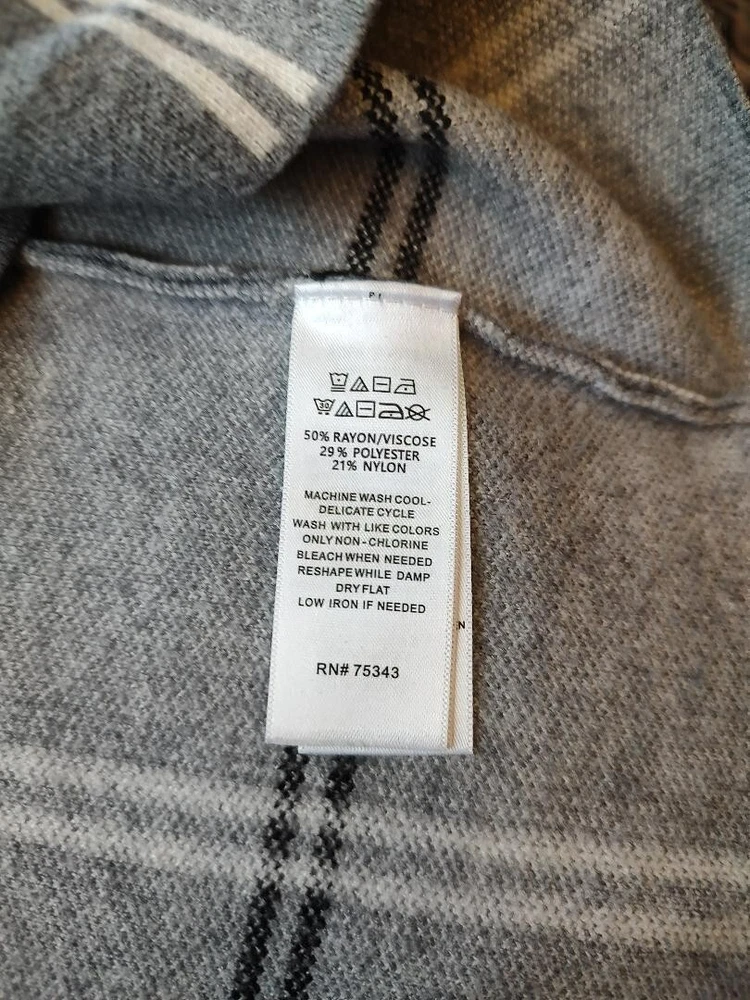 30
50% RAYON/VISCOSE
29% POLYESTER
21% NYLON
MACHINE WASH COOL-
DELICATE CYCLE
WASH WITH LIKE COLORS
ONLY NON-CHLORINE
BLEACH WHEN NEEDED
RESHAPE WHILE DAMP
DRY FLAT
LOW IRON IF NEEDED
N
RN# 75343